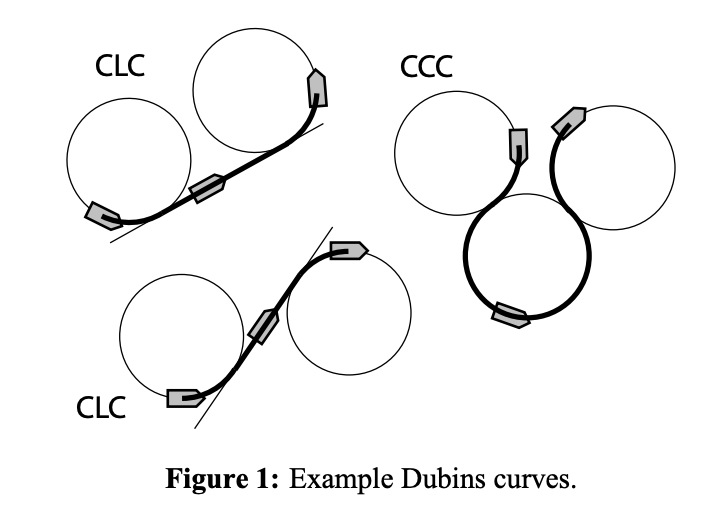 CLC
CCC
CLC
Figure 1: Example Dubins curves.